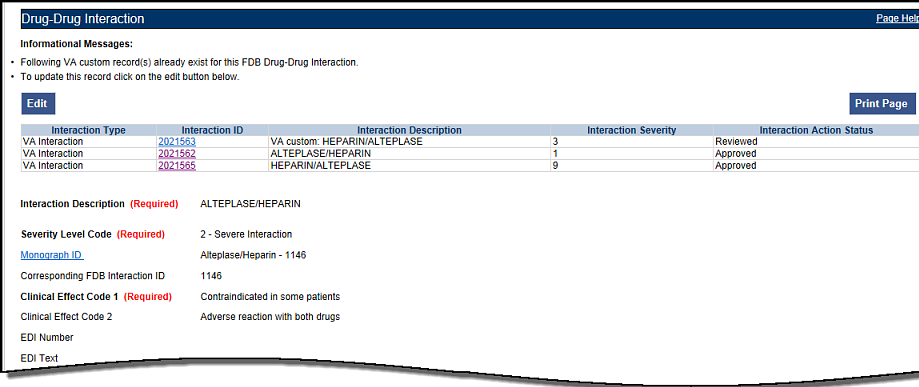 Drug-Drug Interaction Page Help
Informational Messages:
• Following VA custom record(s) already exist for this FDB Drug-Drug Interaction.
• To update this record click on the edit button below.
Edit Print Page
Interaction Type Interaction ID Interaction Description Interaction Severity Interaction Action Status
VA Interaction 2021563 VA custom: HEPARIN/ALTEPLASE 3 Reviewed
VA Interaction 2021562 ALTEPLASE/HEPARIN 1 Approved
VA Interaction 2021565 HEPARIN/ALTEPLASE 9 Approved
Interaction Description (Required) ALTEPLASE/HEPARIN
Severity Level Code (Required) 2 - Severe Interaction
Monograph ID Alteplase/Heparin - 1146
Corresponding FDB Interaction ID 1146
Clinical Effect Code 1 (Required) Contraindicated in some patients
Clinical Effect Code 2 Adverse reaction with both drugs
EDI Number
EDI Text